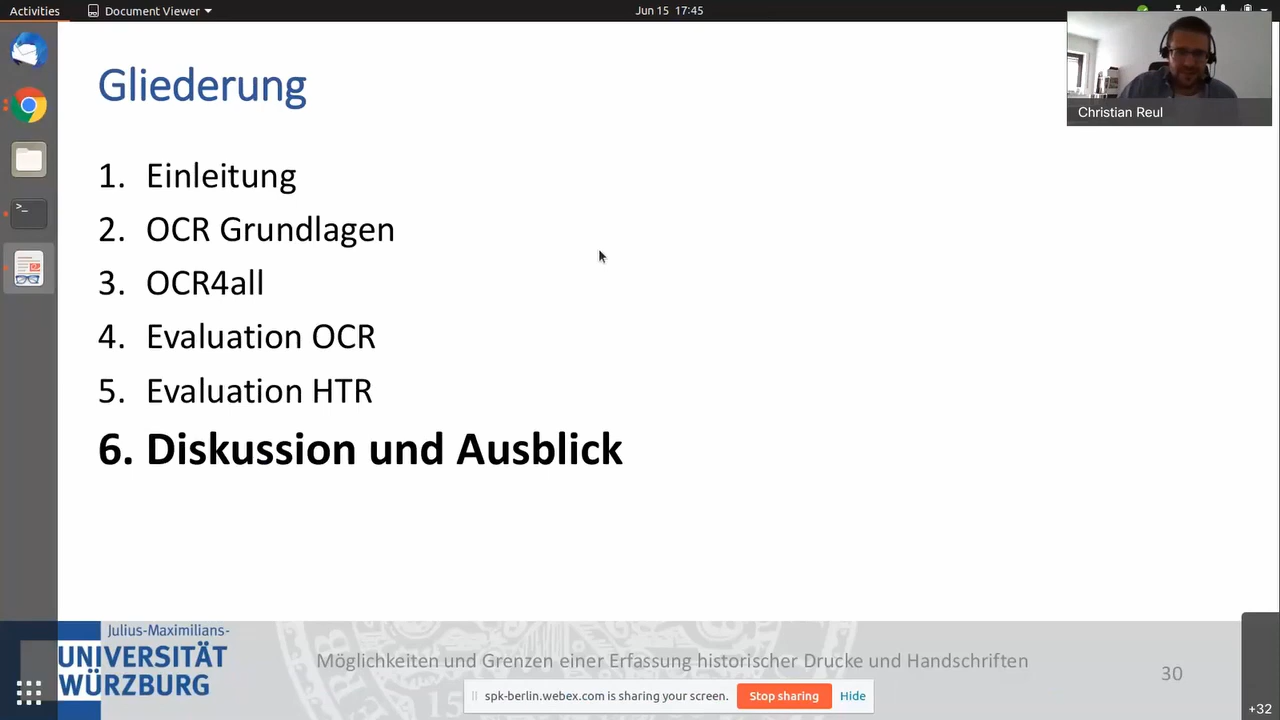 Activities
Document Viewer
Jun 15 17:45
Gliederung
Christian Reul
1. Einleitung
2. OCR Grundlagen
3. OCR4all
4. Evaluation OCR
5. Evaluation HTR
6. Diskussion und Ausblick
Julius-Maximilians-
UNIVERSITÄT
WÜRZBURG
Möglichkeiten und Grenzen einer Erfassung historischer Drucke und Handschriften
30
spk-berlin.webex.com is sharing your screen.
Stop sharing
Hide
+32